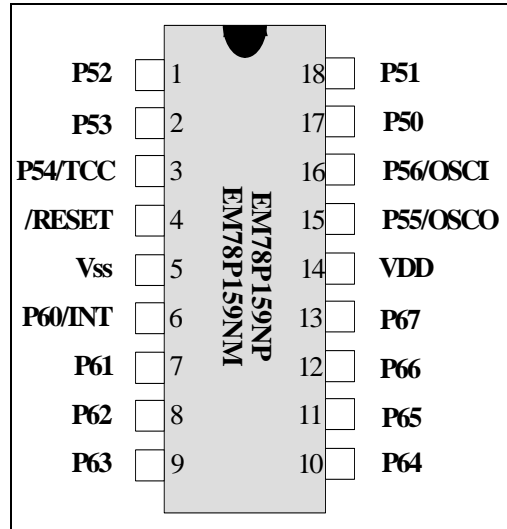 P52 1 18 P51
P53 2 17 P50
P54/TCC 3 16 P56/OSCI
/RESET 4 15 P55/OSCO
Vss 5 14 VDD
P60/INT 6 13 P67
P61 7 12 P66
P62 8 11 P65
P63 9 10 P64
EM78P159NP
EM78P159NM